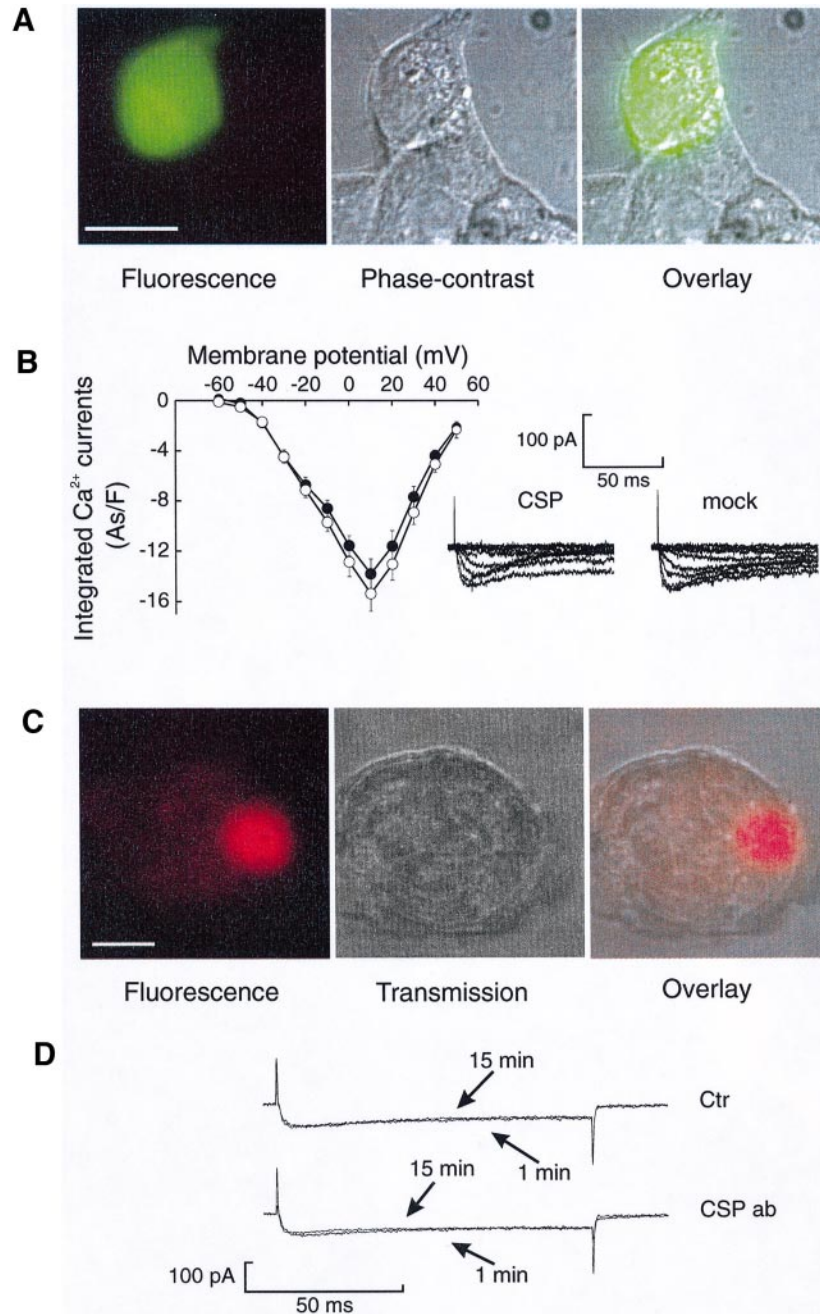 A
Fluorescence
Phase-contrast
Overlay
B
Membrane potential (mV)
-60 -40 -20 0 20 40 60
Integrated Ca²⁺ currents
(As/F)
0
-4
-8
-12
-16
100 pA
50 ms
CSP
mock
C
Fluorescence
Transmission
Overlay
D
15 min
Ctr
1 min
15 min
CSP ab
1 min
100 pA
50 ms